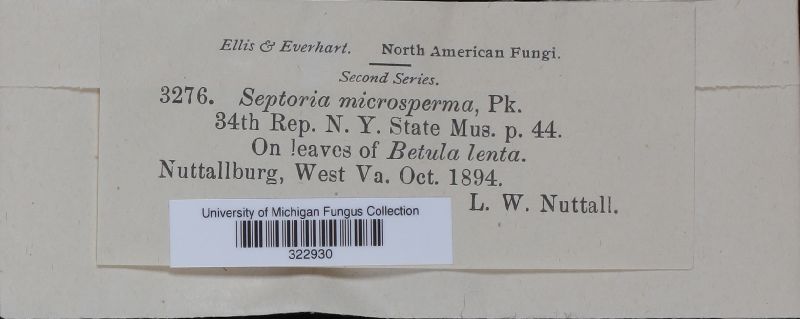 Ellis & Everhart. North American Fungi.
Second Series.
3276. Septoria microsperma, Pk.
34th Rep. N. Y. State Mus. p. 44.
On leaves of Betula lenta.
Nuttallburg, West Va. Oct. 1894.
L. W. Nuttall.
University of Michigan Fungus Collection
322930